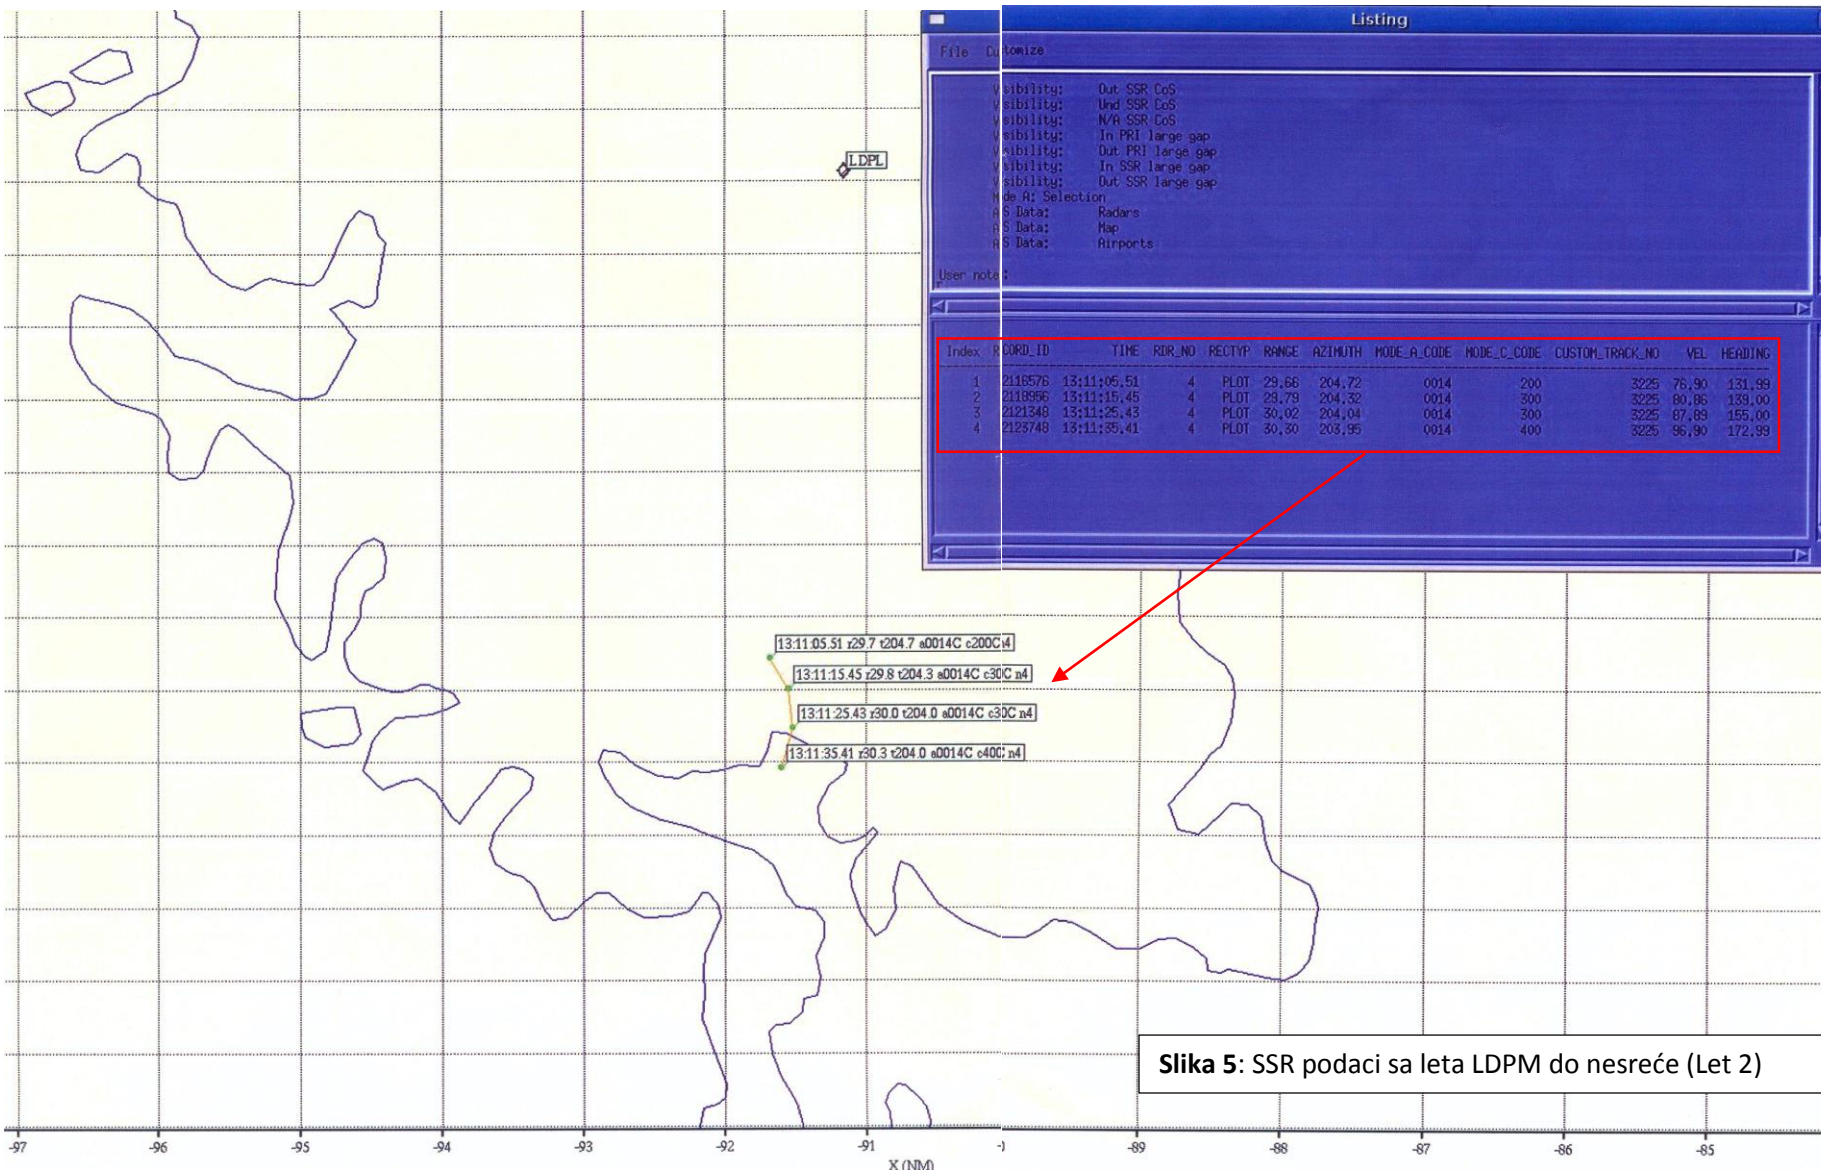 Listing
File Customize
Visibility: Out SSR CoS
Visibility: Und SSR CoS
Visibility: N/A SSR CoS
Visibility: In PRI large gap
Visibility: Out PRI large gap
Visibility: In SSR large gap
Visibility: Out SSR large gap
Mode A: Selection
AIS Data: Radars
AIS Data: Map
AIS Data: Airports
User note:
Index RECORD_ID TIME RDR_NO RECTYP RANGE AZIMUTH MODE_A_CODE MODE_C_CODE CUSTOM_TRACK_NO VEL HEADING
1 2116576 13:11:05.51 4 PLOT 29.66 204.72 0014 200 3225 76.90 131.99
2 2118956 13:11:15.45 4 PLOT 29.79 204.32 0014 300 3225 80.86 139.00
3 2121348 13:11:25.43 4 PLOT 30.02 204.04 0014 300 3225 87.89 155.00
4 2123748 13:11:35.41 4 PLOT 30.30 203.95 0014 400 3225 96.90 172.99
LDPL
13:11:05.51 r29.7 t204.7 a0014C c200C n4
13:11:15.45 r29.8 t204.3 a0014C c30C n4
13:11:25.43 r30.0 t204.0 a0014C c30C n4
13:11:35.41 r30.3 t204.0 a0014C c400C n4
Slika 5: SSR podaci sa leta LDPM do nesreće (Let 2)
-97 -96 -95 -94 -93 -92 -91 -89 -88 -87 -86 -85
X (NM)